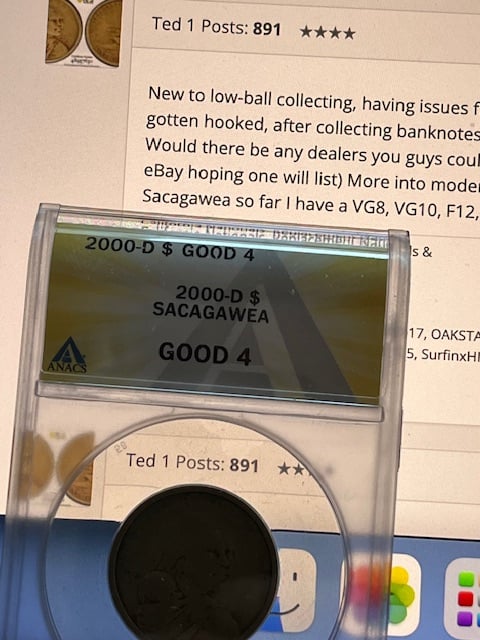 Ted 1 Posts: 891 ★★★★
New to low-ball collecting, having issues f
gotten hooked, after collecting banknotes
Would there be any dealers you guys coul
eBay hoping one will list) More into mode
Sacagawea so far I have a VG8, VG10, F12,
ls &
2000-D $ GOOD 4
2000-D $
SACAGAWEA
GOOD 4
ANACS
17, OAKSTA
5, SurfinxHI
Ted 1 Posts: 891 ★★